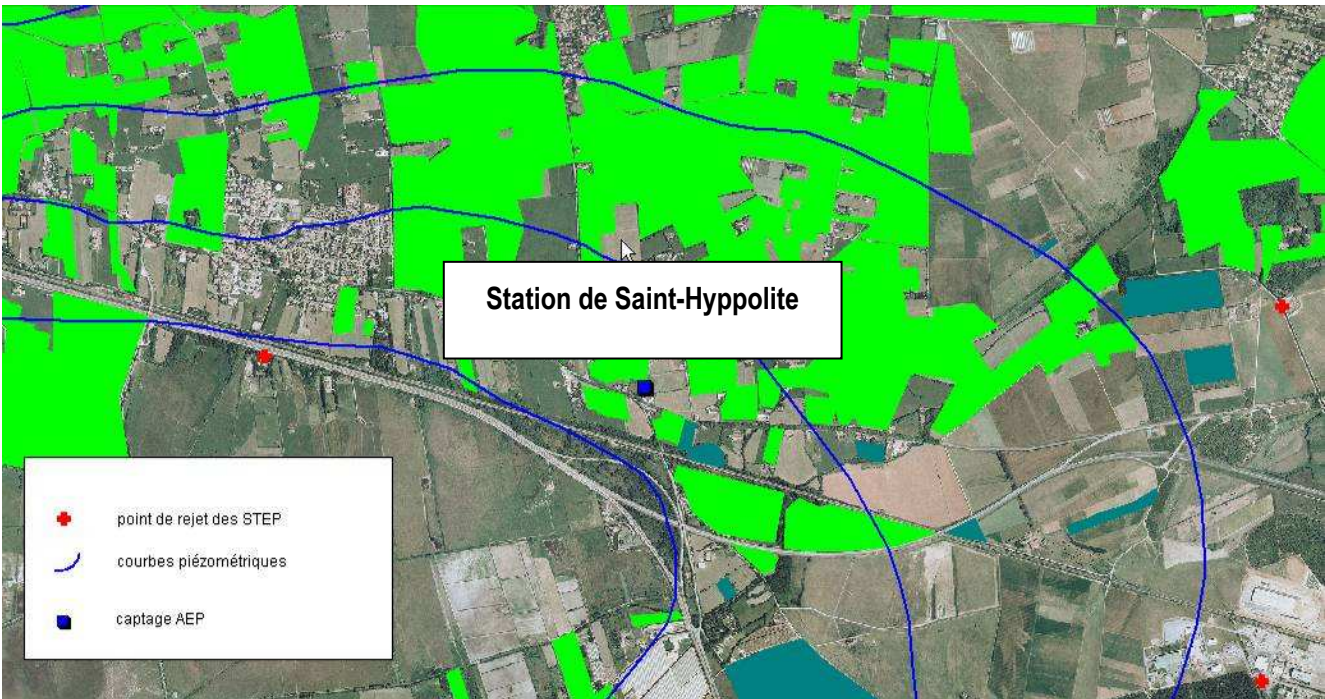 Station de Saint-Hyppolite
point de rejet des STEP
courbes piézométriques
captage AEP